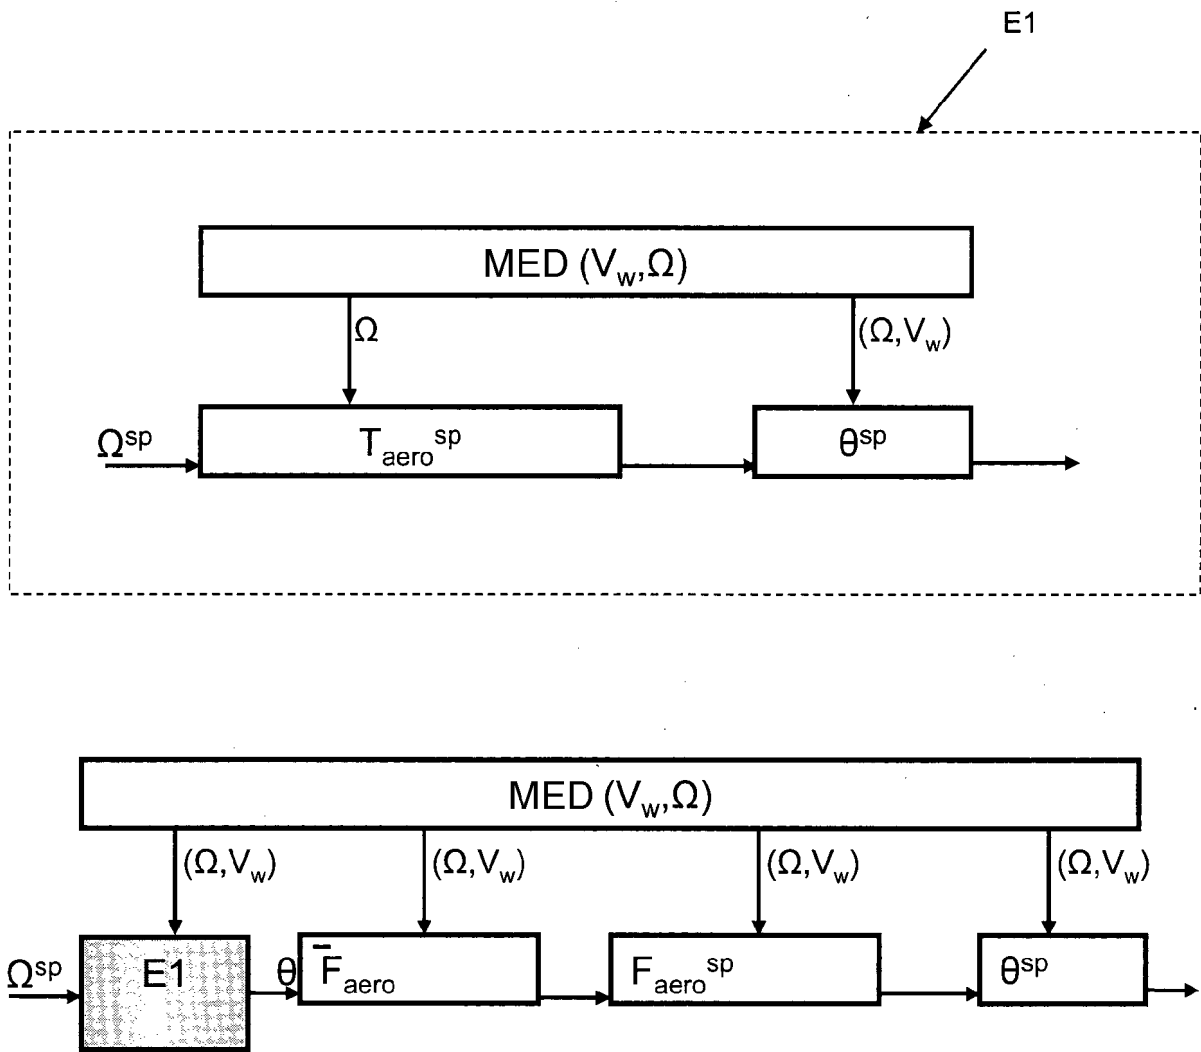 E1
MED (V_w,Ω)
Ω
(Ω,V_w)
Ω^sp
T_aero^sp
θ^sp
MED (V_w,Ω)
(Ω,V_w)
(Ω,V_w)
(Ω,V_w)
(Ω,V_w)
Ω^sp
E1
θ
F̄_aero
F_aero^sp
θ^sp